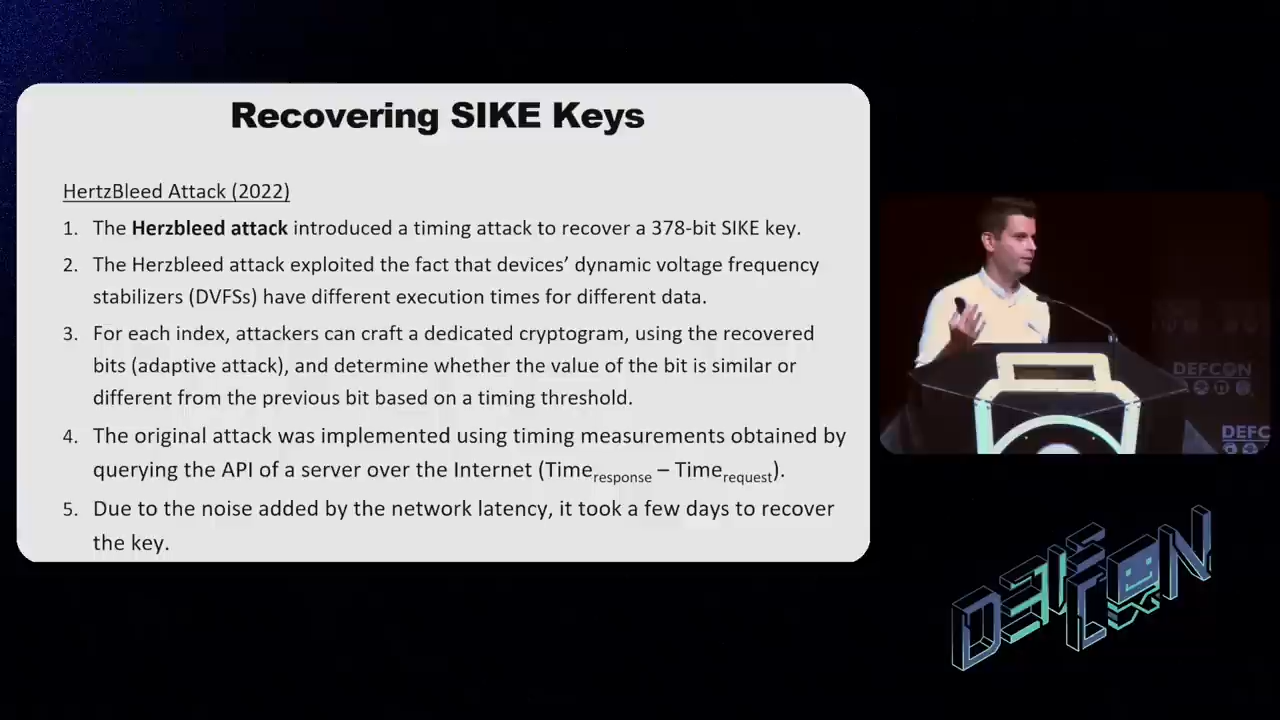 Recovering SIKE Keys
HertzBleed Attack (2022)
1. The Herzbleed attack introduced a timing attack to recover a 378-bit SIKE key.
2. The Herzbleed attack exploited the fact that devices’ dynamic voltage frequency
stabilizers (DVFSs) have different execution times for different data.
3. For each index, attackers can craft a dedicated cryptogram, using the recovered
bits (adaptive attack), and determine whether the value of the bit is similar or
different from the previous bit based on a timing threshold.
4. The original attack was implemented using timing measurements obtained by
querying the API of a server over the Internet (Timeresponse – Timerequest).
5. Due to the noise added by the network latency, it took a few days to recover
the key.
DEFCON
DEFC
DEF CON